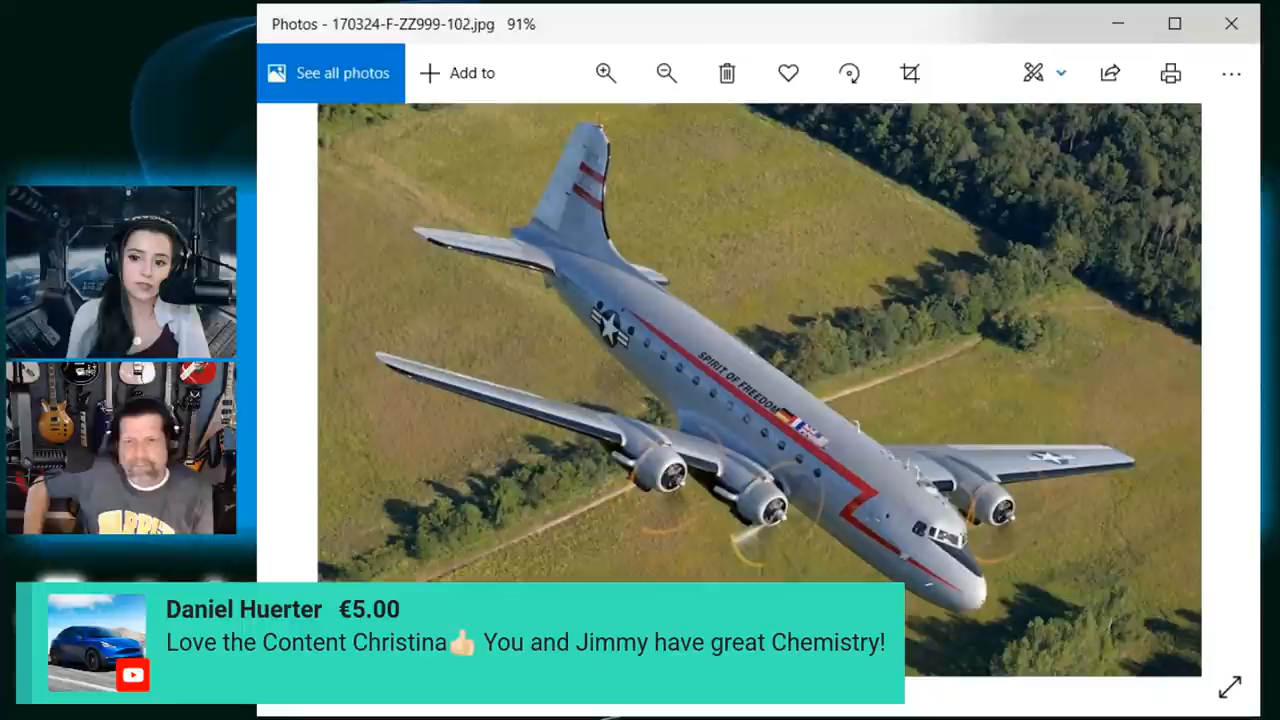 Photos - 170324-F-ZZ999-102.jpg 91%
See all photos
Add to
SPIRIT OF FREEDOM
Daniel Huerter €5.00
Love the Content Christina👍🏻 You and Jimmy have great Chemistry!